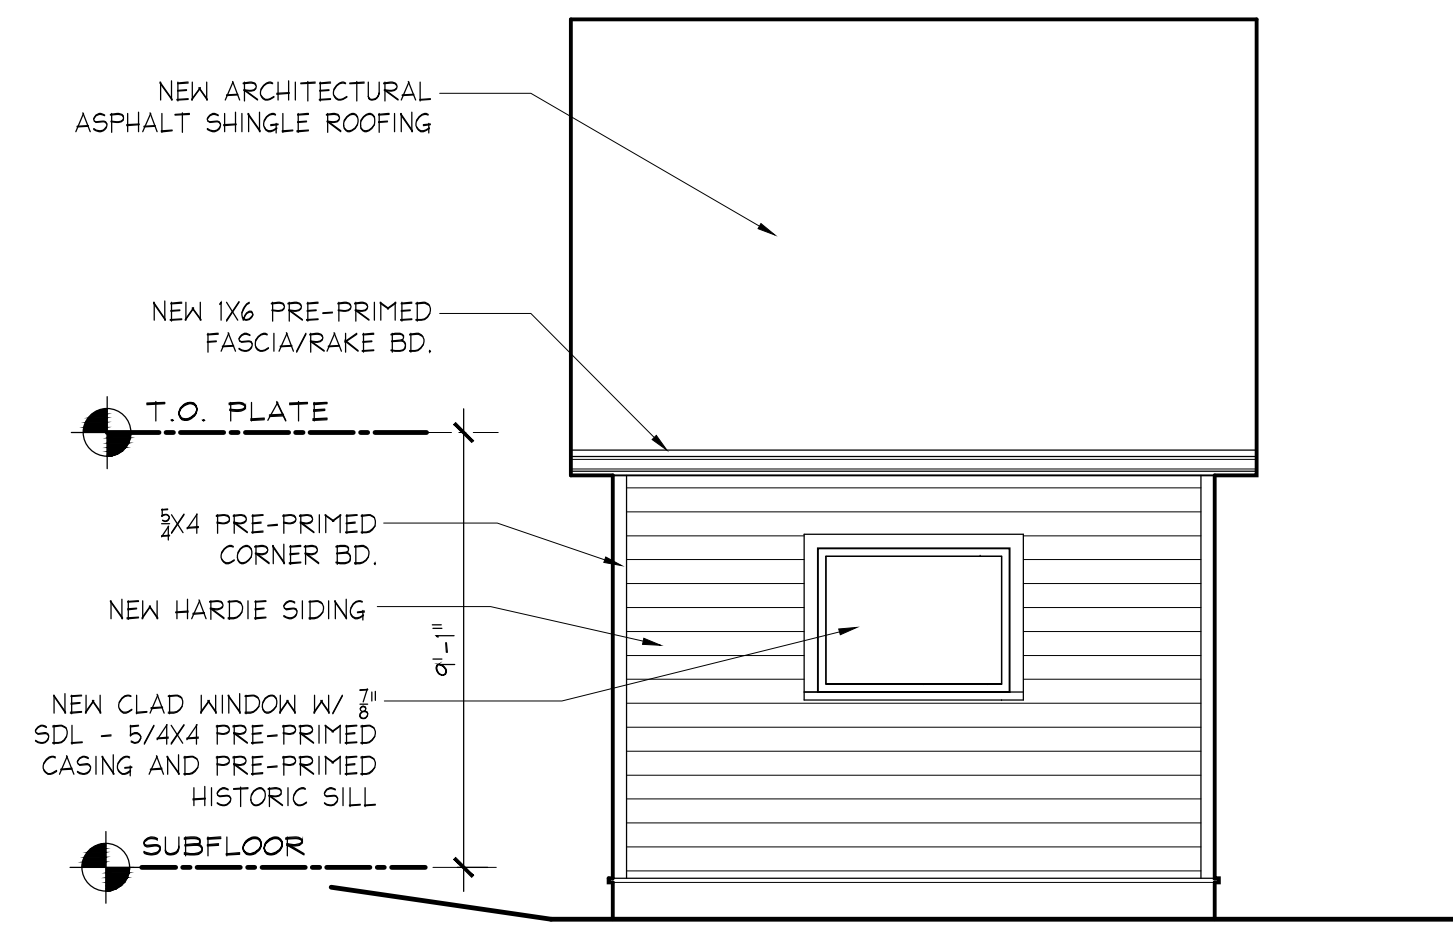 NEW ARCHITECTURAL
ASPHALT SHINGLE ROOFING
NEW 1X6 PRE-PRIMED
FASCIA/RAKE BD.
T.O. PLATE
5/4X4 PRE-PRIMED
CORNER BD.
NEW HARDIE SIDING
9'-1"
NEW CLAD WINDOW W/ 7/8"
SDL - 5/4X4 PRE-PRIMED
CASING AND PRE-PRIMED
HISTORIC SILL
SUBFLOOR